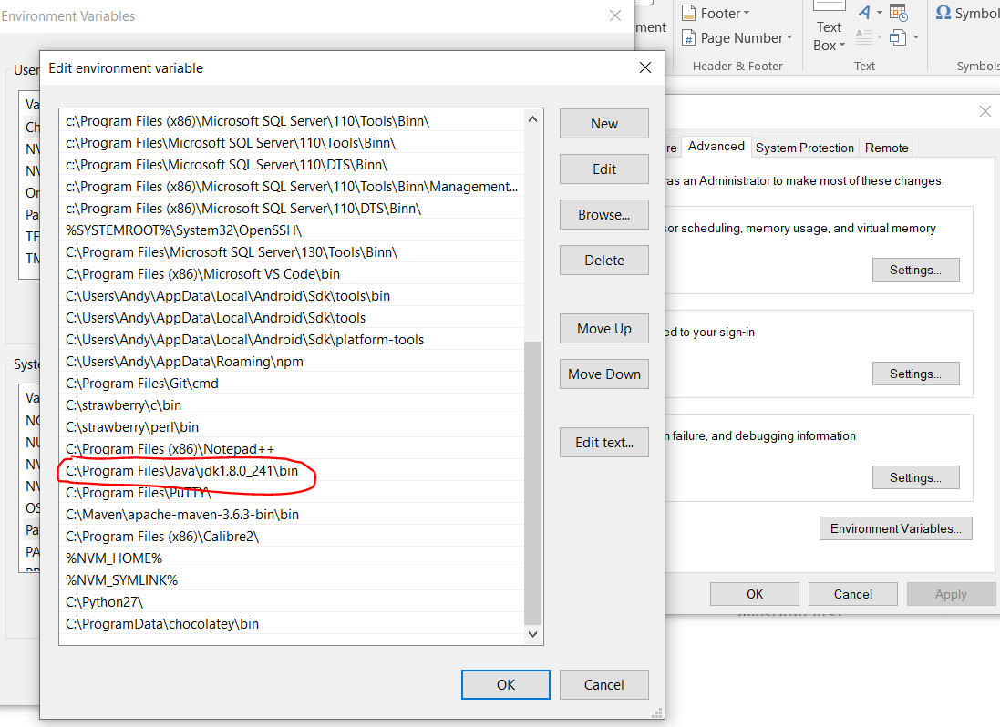 Environment Variables
ment
Footer
Page Number
Header & Footer
Text
Box
Text
Symbol
Symbols
User
Va
Ch
NV
NV
On
Pa
TE
TM
Syste
Va
NO
NU
NV
NV
OS
Pa
PA
Edit environment variable
c:\Program Files (x86)\Microsoft SQL Server\110\Tools\Binn\
c:\Program Files\Microsoft SQL Server\110\Tools\Binn\
c:\Program Files\Microsoft SQL Server\110\DTS\Binn\
c:\Program Files (x86)\Microsoft SQL Server\110\Tools\Binn\Management...
c:\Program Files (x86)\Microsoft SQL Server\110\DTS\Binn\
%SYSTEMROOT%\System32\OpenSSH\
C:\Program Files\Microsoft SQL Server\130\Tools\Binn\
C:\Program Files (x86)\Microsoft VS Code\bin
C:\Users\Andy\AppData\Local\Android\Sdk\tools\bin
C:\Users\Andy\AppData\Local\Android\Sdk\tools
C:\Users\Andy\AppData\Local\Android\Sdk\platform-tools
C:\Users\Andy\AppData\Roaming\npm
C:\Program Files\Git\cmd
C:\strawberry\c\bin
C:\strawberry\perl\bin
C:\Program Files (x86)\Notepad++
C:\Program Files\Java\jdk1.8.0_241\bin
C:\Program Files\PuTTY\
C:\Maven\apache-maven-3.6.3-bin\bin
C:\Program Files (x86)\Calibre2\
%NVM_HOME%
%NVM_SYMLINK%
C:\Python27\
C:\ProgramData\chocolatey\bin
New
Edit
Browse...
Delete
Move Up
Move Down
Edit text...
OK
Cancel
re
Advanced
System Protection
Remote
as an Administrator to make most of these changes.
sor scheduling, memory usage, and virtual memory
Settings...
ed to your sign-in
Settings...
m failure, and debugging information
Settings...
Environment Variables...
OK
Cancel
Apply